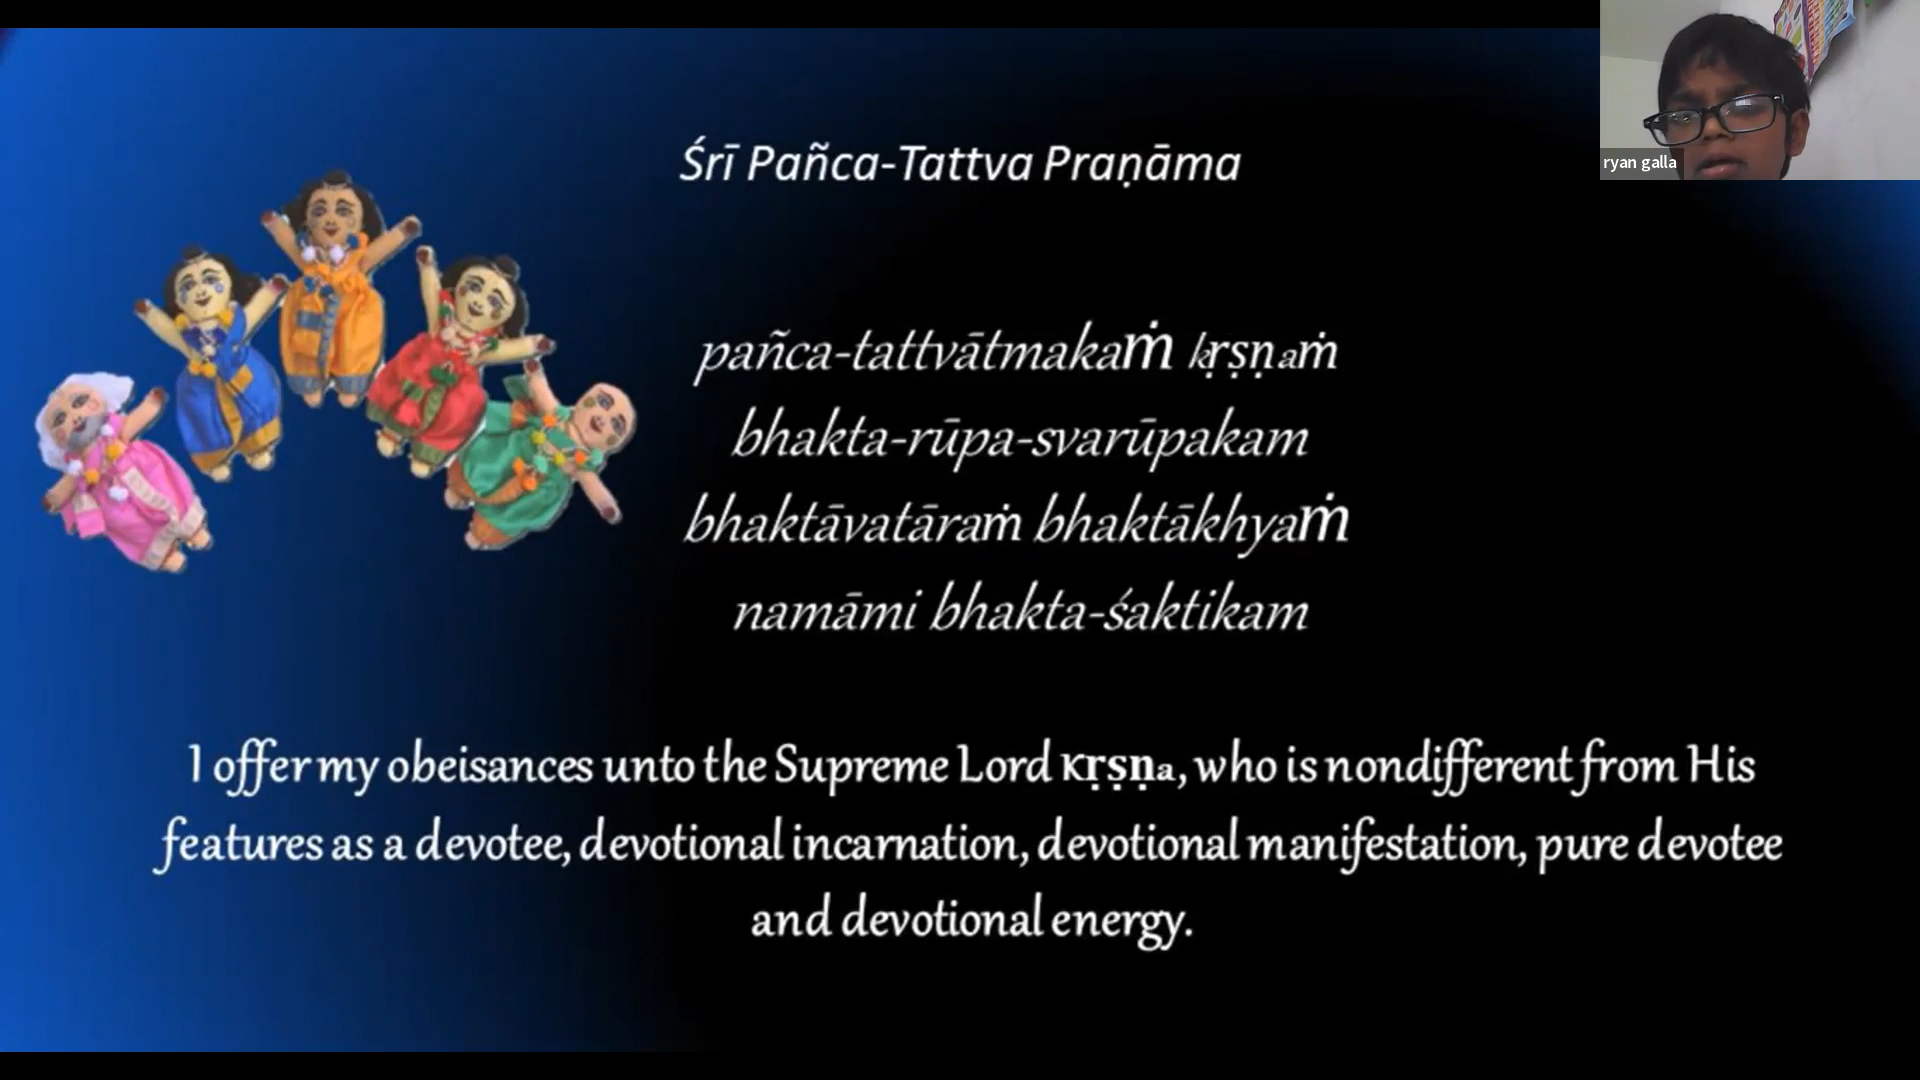 Śrī Pañca-Tattva Praṇāma
ryan galla
pañca-tattvātmakaṁ kṛṣṇaṁ
bhakta-rūpa-svarūpakam
bhaktāvatāraṁ bhaktākhyaṁ
namāmi bhakta-śaktikam
I offer my obeisances unto the Supreme Lord Kṛṣṇa, who is nondifferent from His
features as a devotee, devotional incarnation, devotional manifestation, pure devotee
and devotional energy.